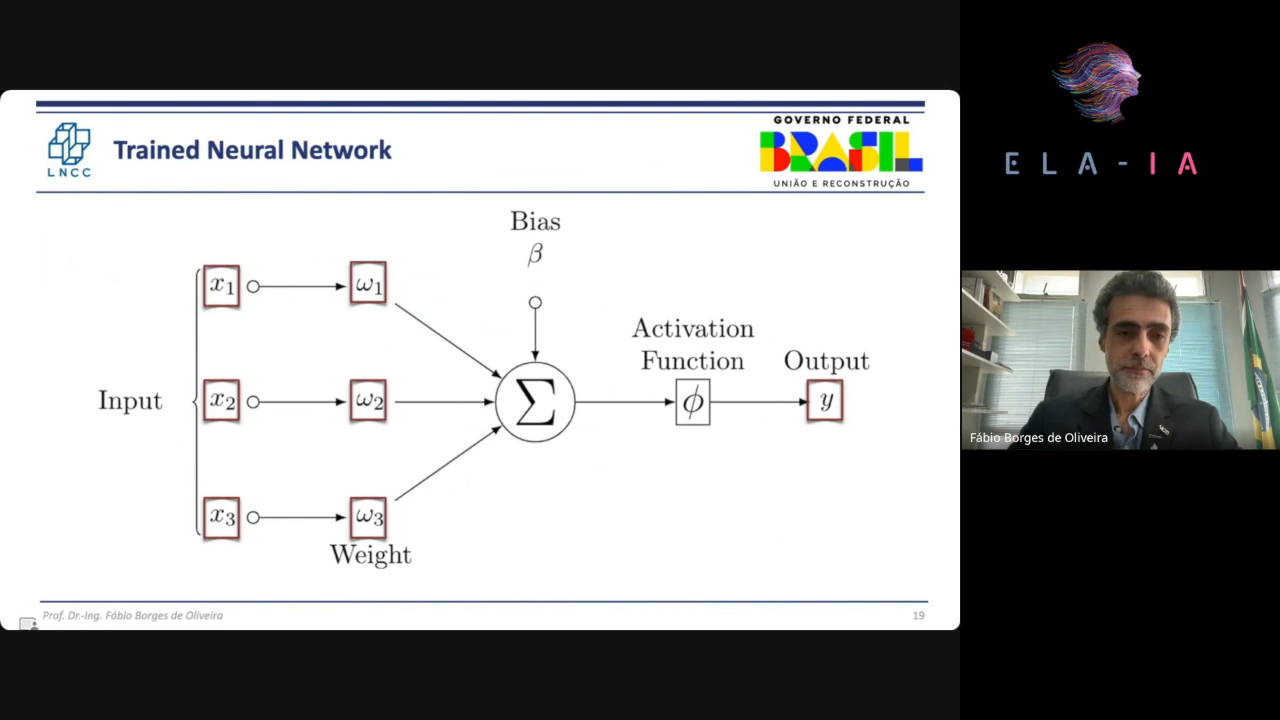 LNCC
Trained Neural Network
GOVERNO FEDERAL
BRASIL
UNIÃO E RECONSTRUÇÃO
Bias
β
x1
ω1
Activation
Function
Output
Input
x2
ω2
Σ
ϕ
y
x3
ω3
Weight
Prof. Dr.-Ing. Fábio Borges de Oliveira
19
ELA-IA
Fábio Borges de Oliveira